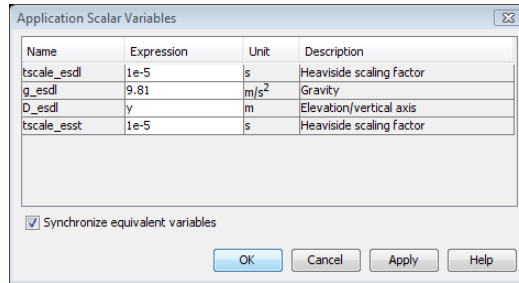 Application Scalar Variables
Name Expression Unit Description
tscale_esdl 1e-5 s Heaviside scaling factor
g_esdl 9.81 m/s² Gravity
D_esdl y m Elevation/vertical axis
tscale_esst 1e-5 s Heaviside scaling factor
Synchronize equivalent variables
OK Cancel Apply Help